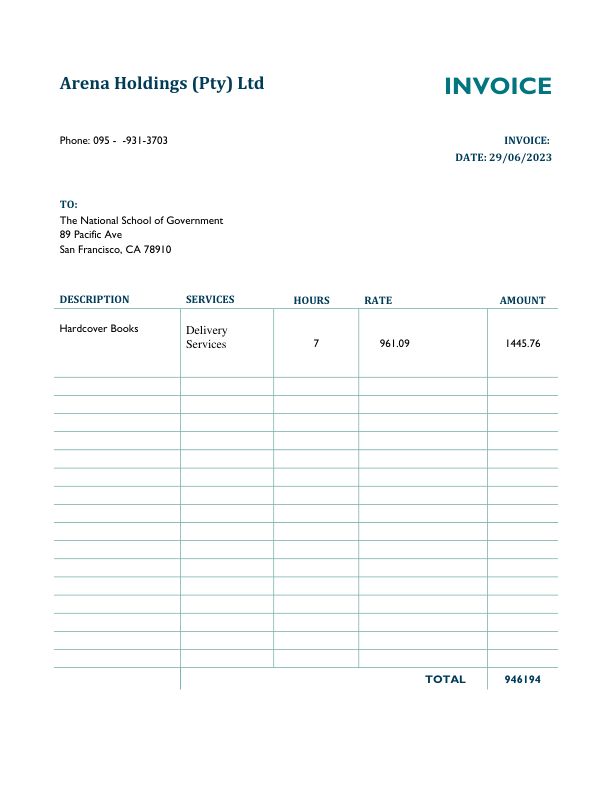 Arena Holdings (Pty) Ltd
INVOICE
Phone: 095 -  -931-3703
INVOICE:
DATE: 29/06/2023
TO:
The National School of Government
89 Pacific Ave
San Francisco, CA 78910
DESCRIPTION SERVICES HOURS RATE AMOUNT
Hardcover Books Delivery
Services 7 961.09 1445.76
TOTAL 946194